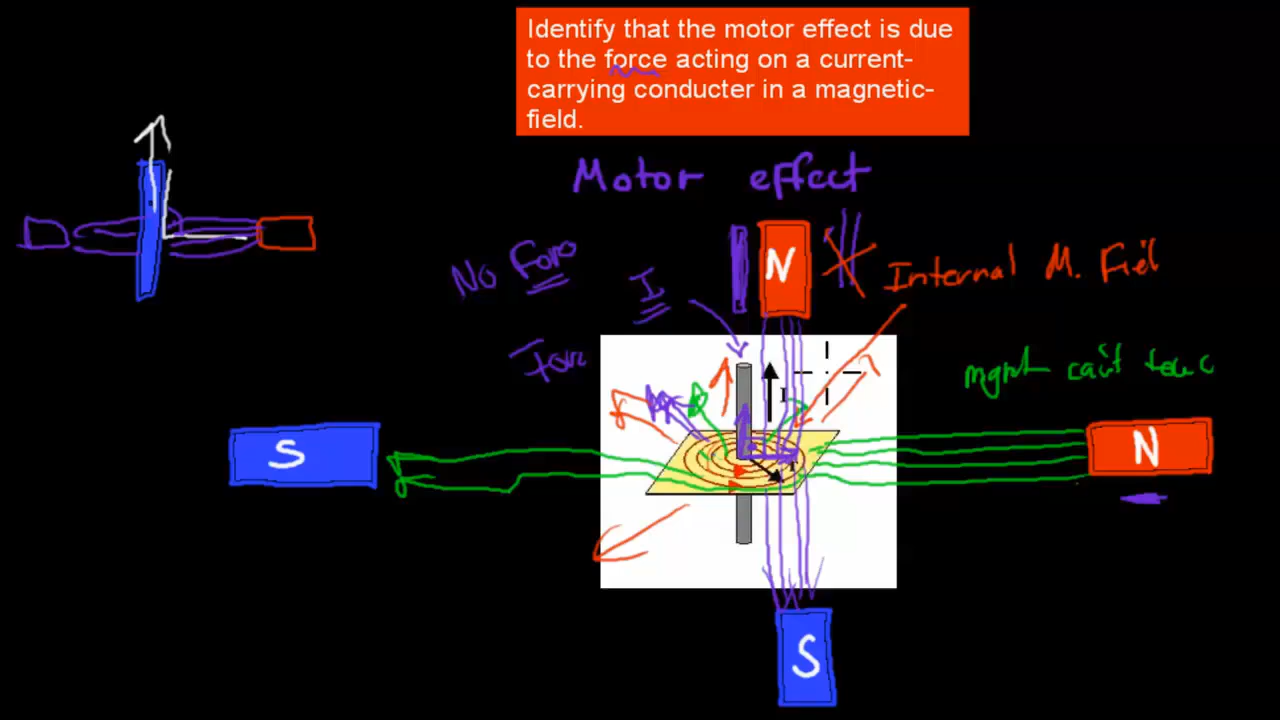 Identify that the motor effect is due
to the force acting on a current-
carrying conducter in a magnetic-
field.
Motor effect
N
No Force
I
Internal M. Fiel
I
S
N
S